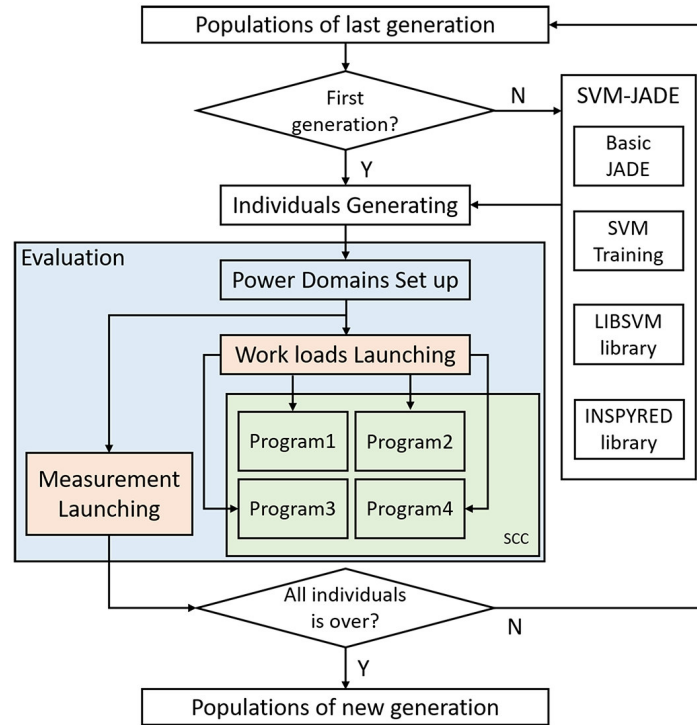 Populations of last generation
First
generation?
N
Y
SVM-JADE
Basic
JADE
SVM
Training
LIBSVM
library
INSPYRED
library
Individuals Generating
Evaluation
Power Domains Set up
Work loads Launching
Program1
Program2
Program3
Program4
SCC
Measurement
Launching
All individuals
is over?
N
Y
Populations of new generation